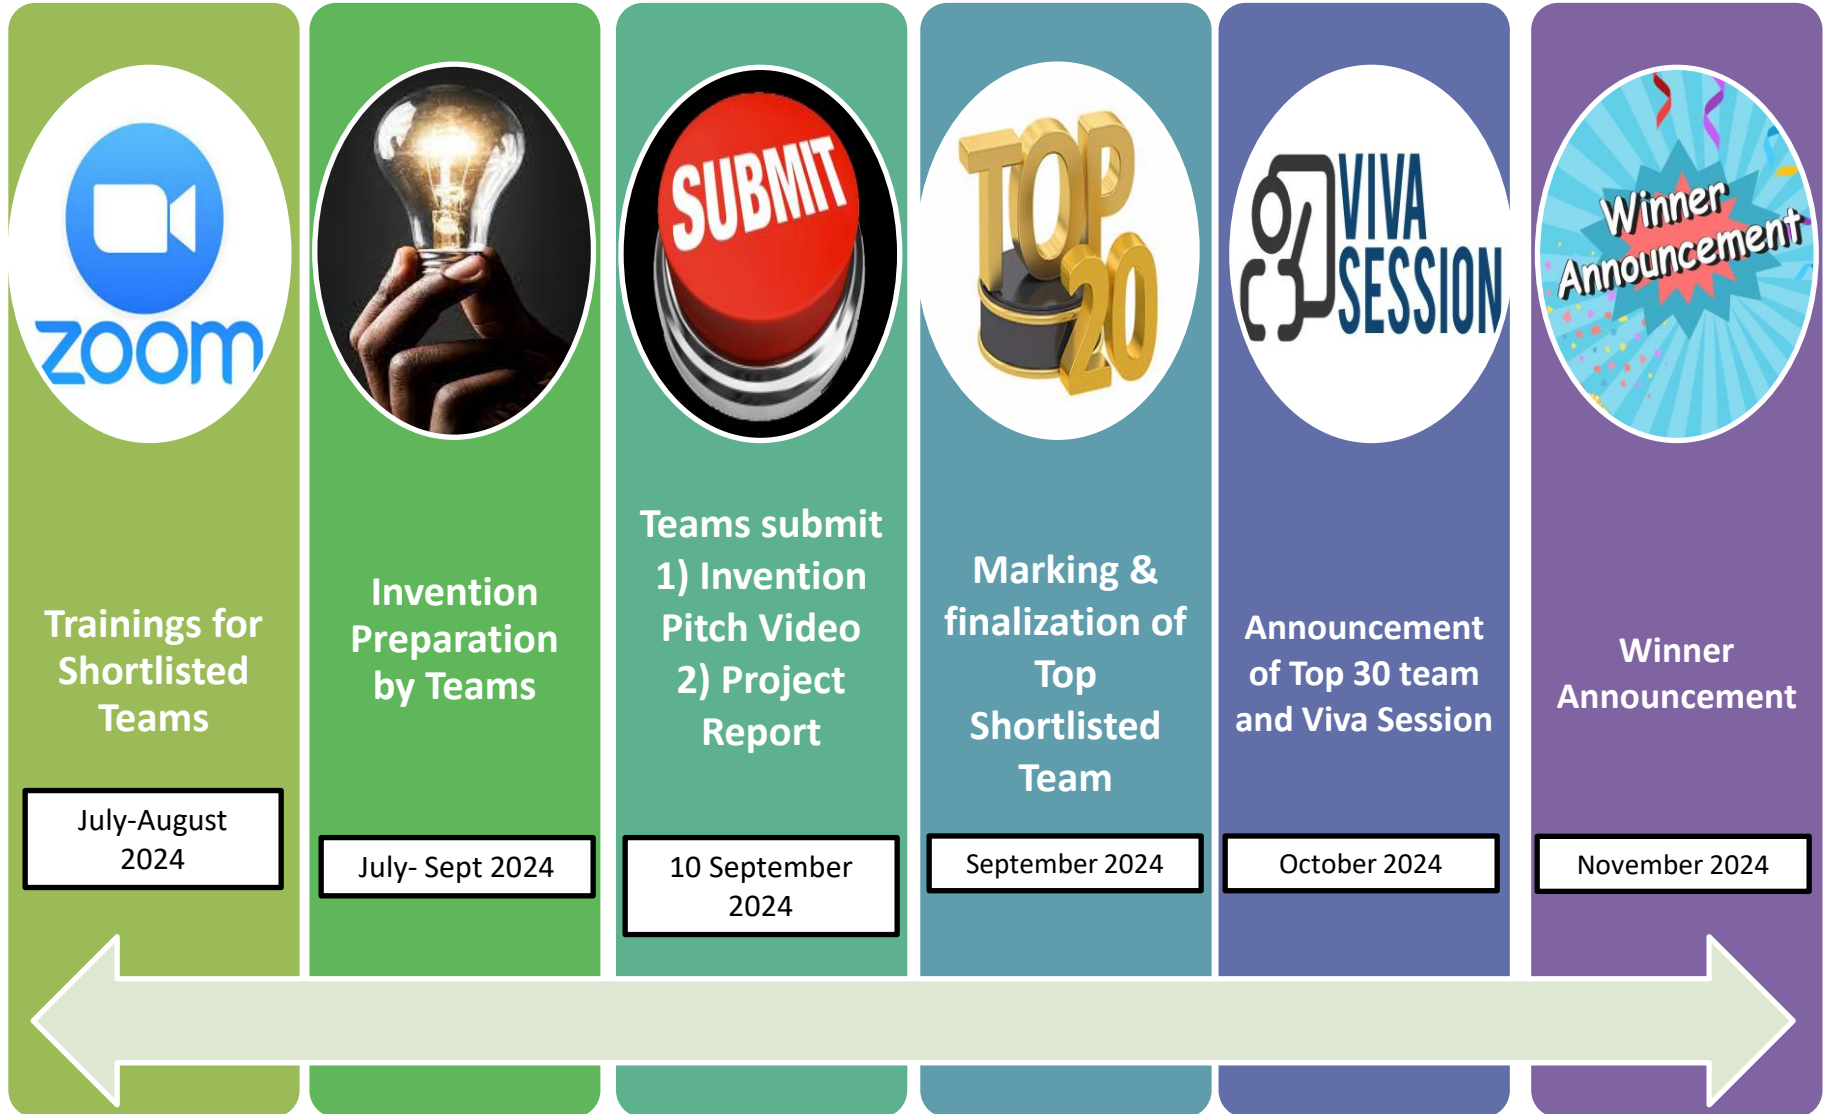 zoom
Trainings for
Shortlisted
Teams
July-August
2024
Invention
Preparation
by Teams
July- Sept 2024
SUBMIT
Teams submit
1) Invention
Pitch Video
2) Project
Report
10 September
2024
TOP
20
Marking &
finalization of
Top
Shortlisted
Team
September 2024
VIVA
SESSION
Announcement
of Top 30 team
and Viva Session
October 2024
Winner
Announcement
Winner
Announcement
November 2024